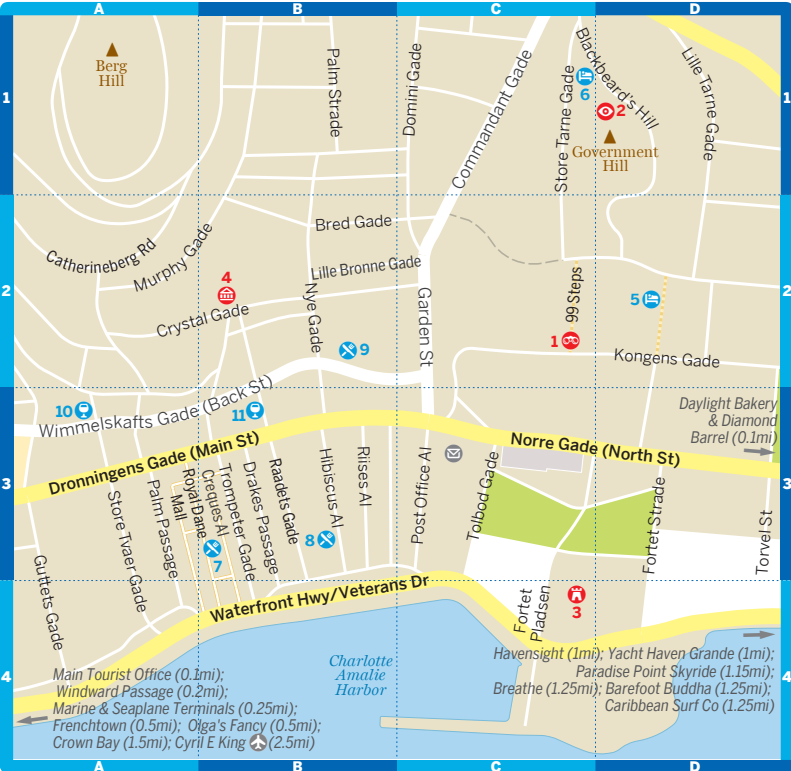 A
B
C
D
1
Berg
Hill
Palm Strade
Domini Gade
Commandant Gade
Store Tarne Gade
Blackbeard's Hill
Lille Tarne Gade
6
2
Government
Hill
1
1
Catherineberg Rd
Murphy Gade
Bred Gade
Lille Bronne Gade
4
Crystal Gade
Nye Gade
Garden St
99 Steps
5
2
2
9
1
Kongens Gade
10
Wimmelskafts Gade (Back St)
11
Daylight Bakery
& Diamond
Barrel (0.1mi)
Dronningens Gade (Main St)
Norre Gade (North St)
3
3
Guttets Gade
Store Tvaer Gade
Palm Passage
Royal Dane
Mall
Creques Al
Trompeter Gade
Drakes Passage
Raadets Gade
Hibiscus Al
Riises Al
Post Office Al
Tolbod Gade
Fortet Strade
Torvel St
7
8
Waterfront Hwy/Veterans Dr
Fortet
Pladsen
3
4
4
Charlotte
Amalie
Harbor
Main Tourist Office (0.1mi);
Windward Passage (0.2mi);
Marine & Seaplane Terminals (0.25mi);
Frenchtown (0.5mi); Olga's Fancy (0.5mi);
Crown Bay (1.5mi); Cyril E King (2.5mi)
Havensight (1mi); Yacht Haven Grande (1mi);
Paradise Point Skyride (1.15mi);
Breathe (1.25mi); Barefoot Buddha (1.25mi);
Caribbean Surf Co (1.25mi)
A
B
C
D